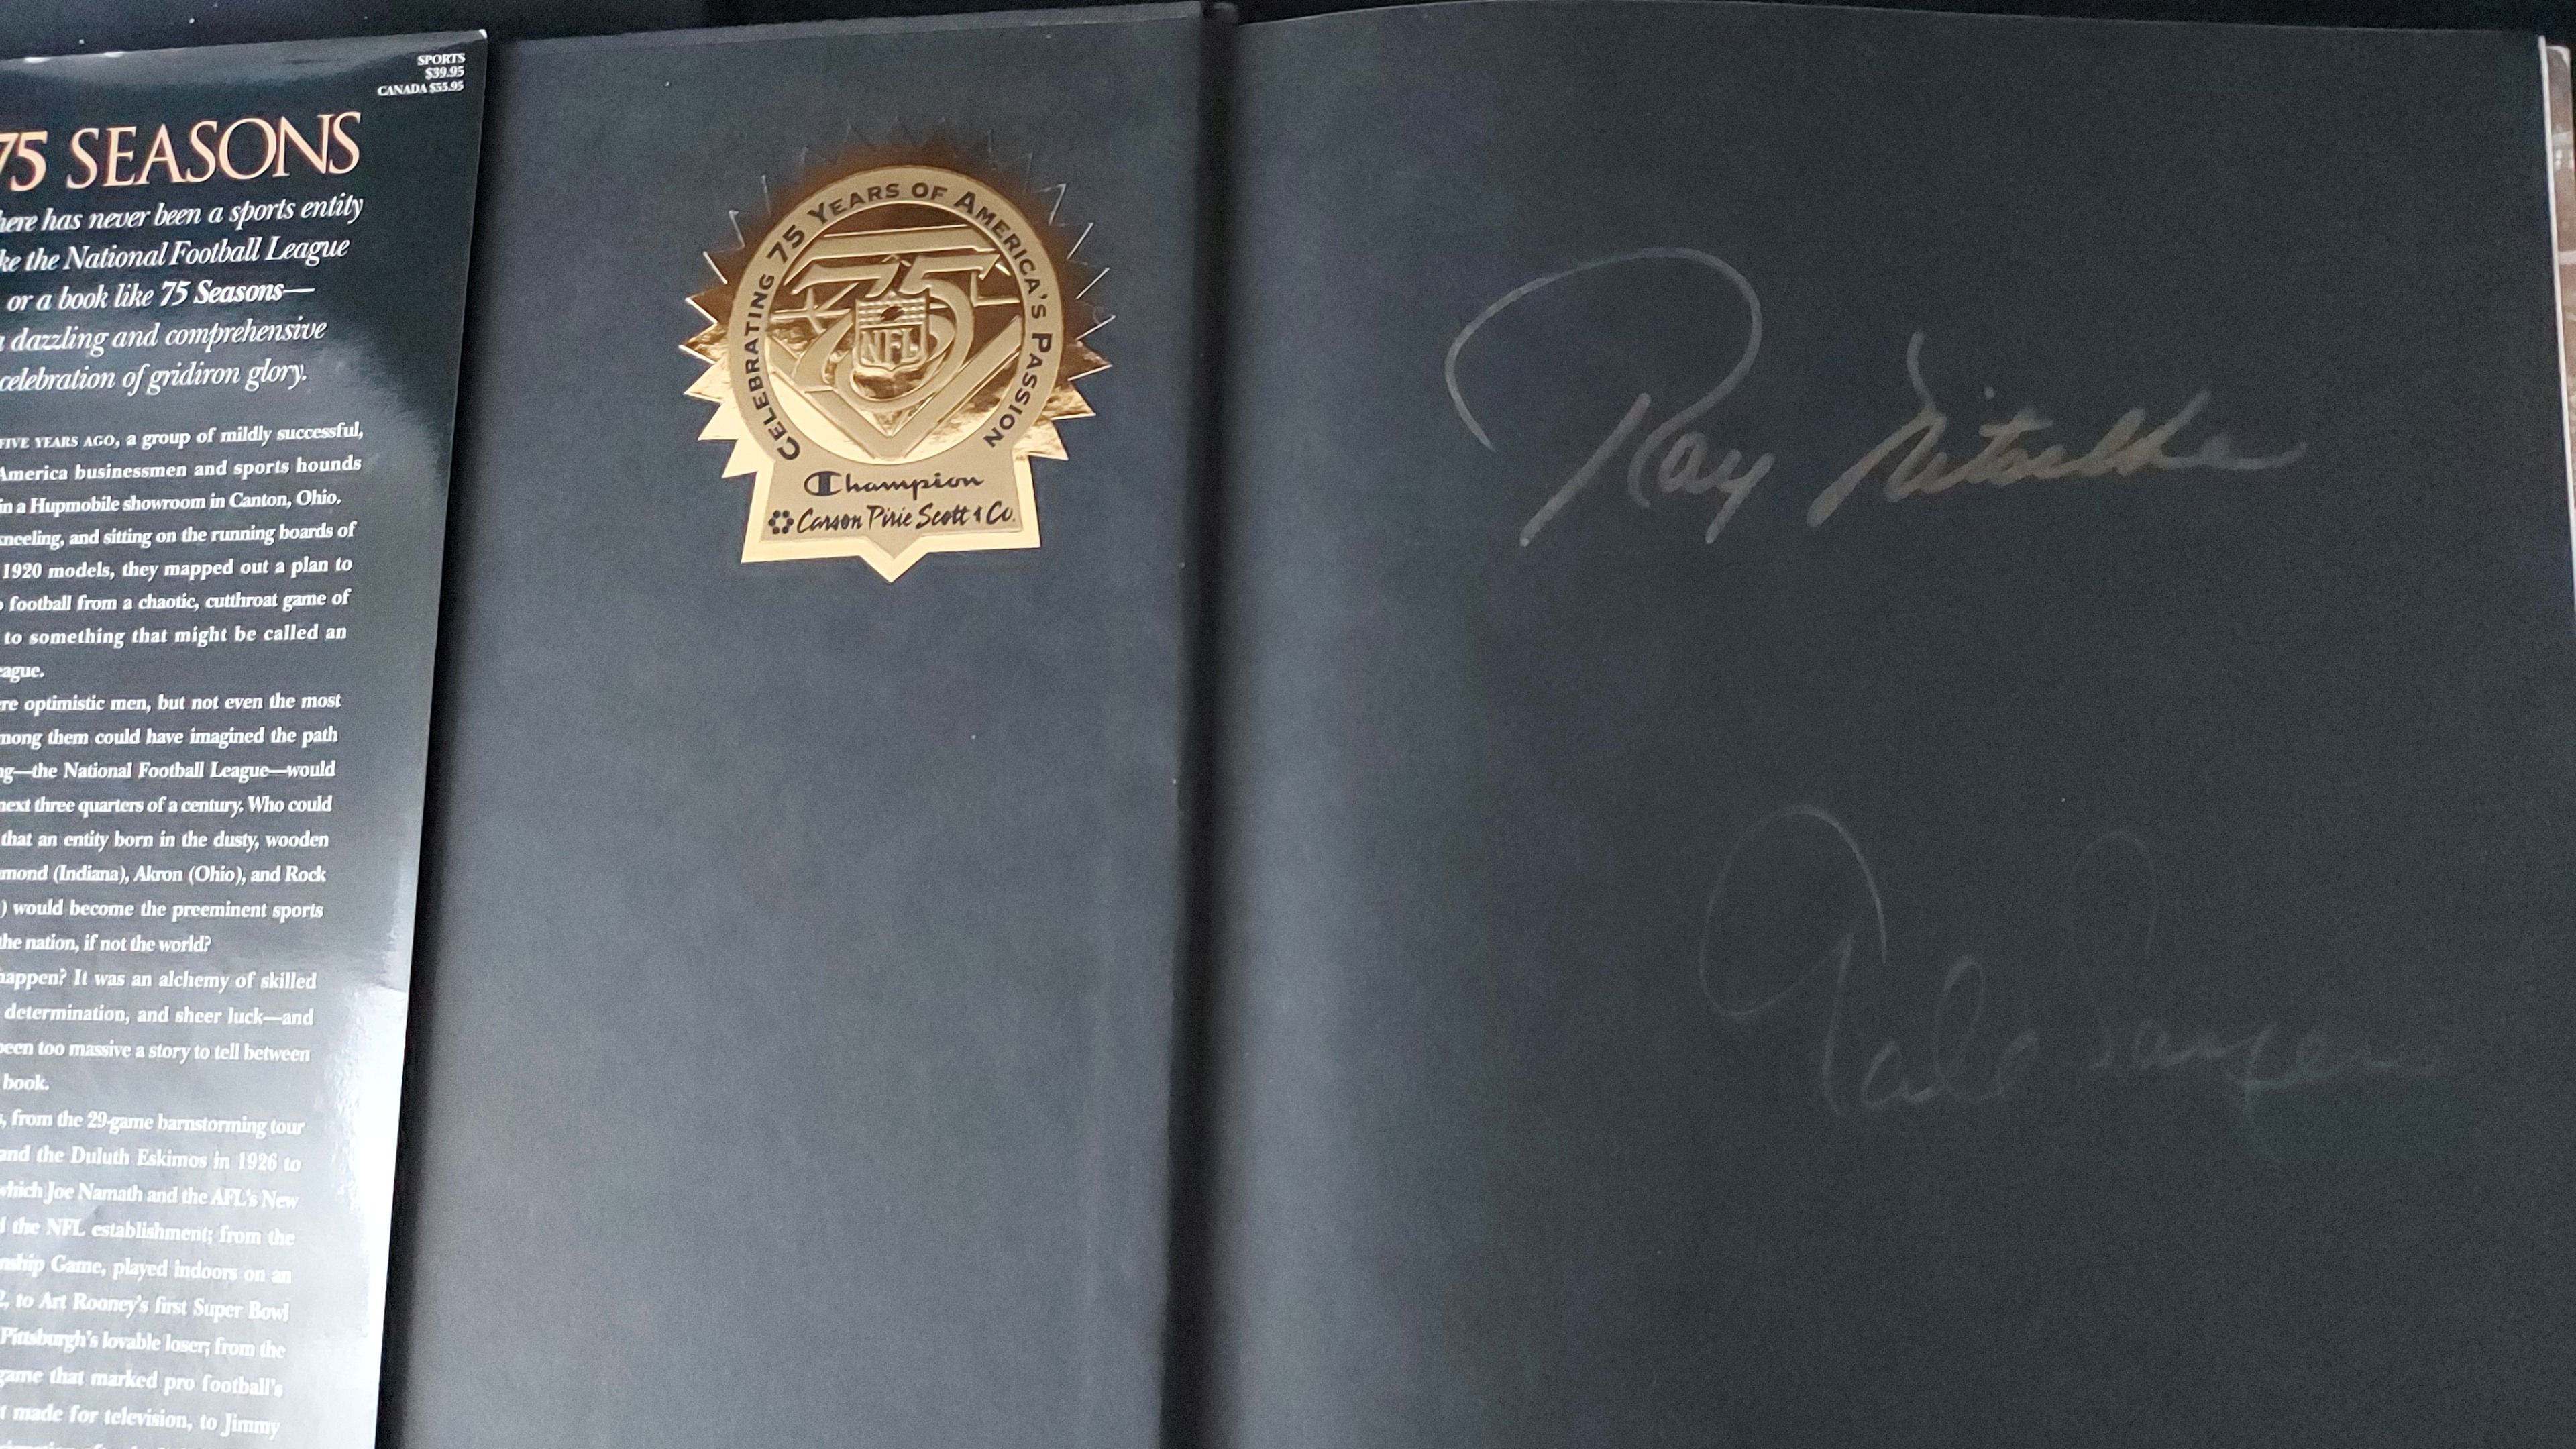 SPORTS
$39.95
CANADA $55.95
75 SEASONS
here has never been a sports entity
ke the National Football League
or a book like 75 Seasons—
a dazzling and comprehensive
celebration of gridiron glory.
FIVE YEARS AGO, a group of mildly successful,
America businessmen and sports hounds
in a Hupmobile showroom in Canton, Ohio.
kneeling, and sitting on the running boards of
1920 models, they mapped out a plan to
football from a chaotic, cutthroat game of
to something that might be called an
eague.
re optimistic men, but not even the most
mong them could have imagined the path
ng—the National Football League—would
next three quarters of a century. Who could
that an entity born in the dusty, wooden
mmond (Indiana), Akron (Ohio), and Rock
) would become the preeminent sports
the nation, if not the world?
happen? It was an alchemy of skilled
determination, and sheer luck—and
been too massive a story to tell between
book.
s, from the 29-game barnstorming tour
and the Duluth Eskimos in 1926 to
which Joe Namath and the AFL's New
d the NFL establishment; from the
nship Game, played indoors on an
2, to Art Rooney's first Super Bowl
Pittsburgh's lovable loser; from the
game that marked pro football's
t made for television, to Jimmy
CELEBRATING 75 YEARS OF AMERICA'S PASSION
75
NFL
Champion
Carson Pirie Scott & Co.
Ray Nitschke
Gale Sayers